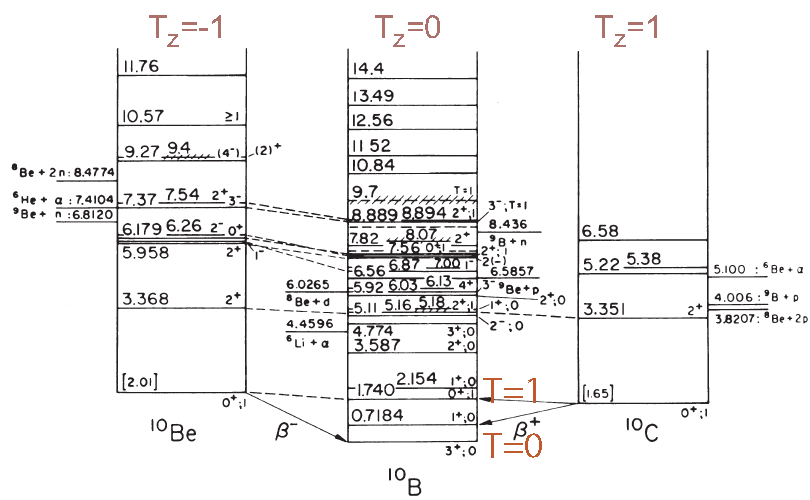 T_z=-1 T_z=0 T_z=1
11.76
10.57 ≥1
9.27 9.4 (4⁻) (2)⁺
⁸Be + 2n : 8.4774
⁶He + α : 7.4104
⁹Be + n : 6.8120
7.37 7.54 2⁺ 3⁻
6.179 6.26 2⁻ 0⁺
5.958 2⁺ 1⁻
3.368 2⁺
[2.01]
0⁺;1
¹⁰Be
β⁻
14.4
13.49
12.56
11 52
10.84
9.7 T=1
8.889 8.894 2⁺;1 3⁻;T=1
8.436
⁹B + n
7.82 8.07 2⁺
7.56 0⁺;1 2⁺;1
2(-)
6.56 6.87 7.00 1⁻
6.5857
⁹Be+p
6.0265
⁸Be + d
5.92 6.03 6.13 4⁺ 3⁻
2⁺;0
5.11 5.16 5.18 2⁺;1 1⁺;0
2⁻;0
4.4596
⁶Li + α
4.774 3⁺;0
3.587 2⁺;0
2.154 1⁺;0
1.740 0⁺;1 T=1
0.7184 1⁺;0
3⁺;0 T=0
¹⁰B
β⁺
6.58
5.22 5.38
5.100 : ⁶Be + α
4.006 : ⁹B + p
3.351 2⁺
3.8207 : ⁸Be + 2p
[1.65]
0⁺;1
¹⁰C